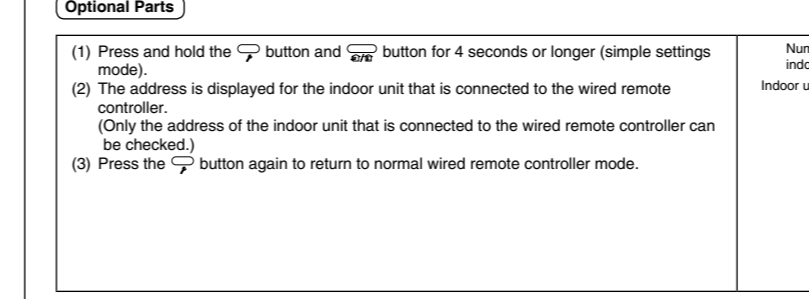 Optional Parts
(1) Press and hold the button and button for 4 seconds or longer (simple settings
mode).
(2) The address is displayed for the indoor unit that is connected to the wired remote
controller.
(Only the address of the indoor unit that is connected to the wired remote controller can
be checked.)
(3) Press the button again to return to normal wired remote controller mode.
Num
indo
Indoor u